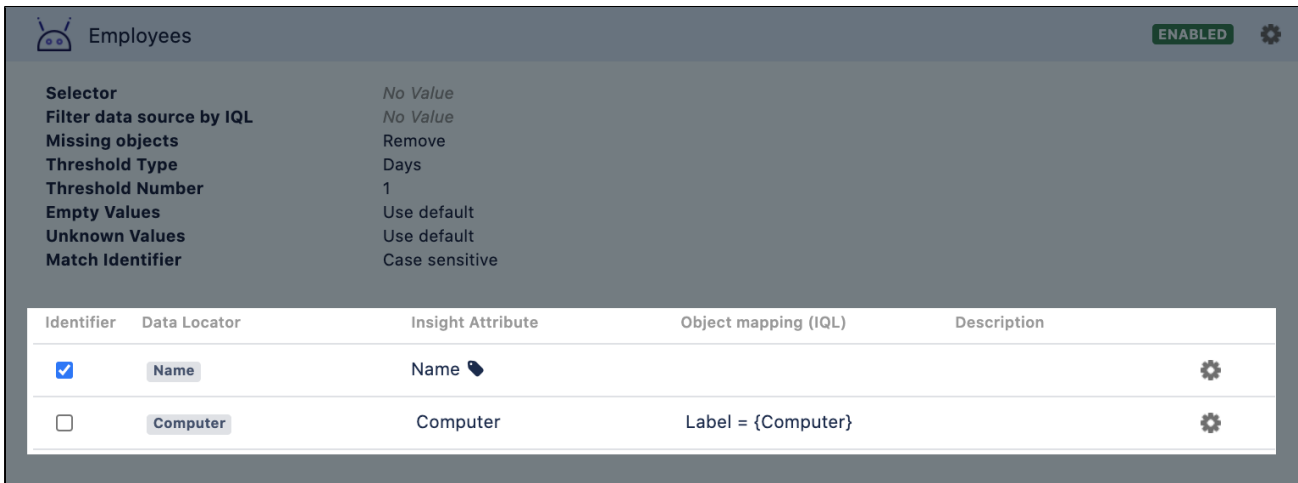 Employees ENABLED
Selector No Value
Filter data source by IQL No Value
Missing objects Remove
Threshold Type Days
Threshold Number 1
Empty Values Use default
Unknown Values Use default
Match Identifier Case sensitive
Identifier Data Locator Insight Attribute Object mapping (IQL) Description
Name Name
Computer Computer Label = {Computer}